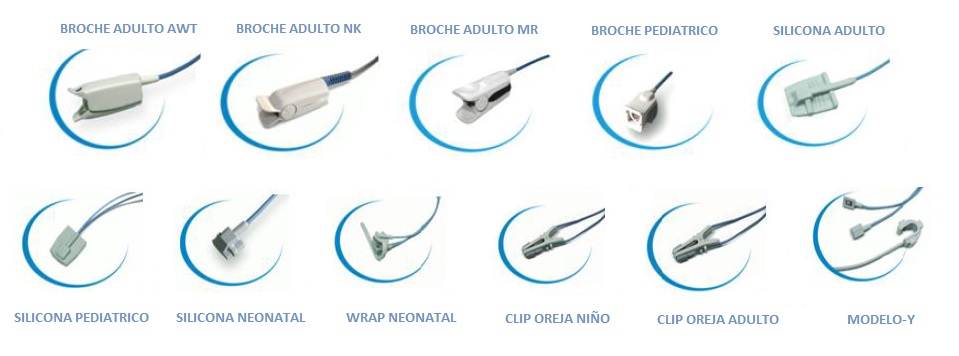 BROCHE ADULTO AWT
BROCHE ADULTO NK
BROCHE ADULTO MR
BROCHE PEDIATRICO
SILICONA ADULTO
SILICONA PEDIATRICO
SILICONA NEONATAL
WRAP NEONATAL
CLIP OREJA NIÑO
CLIP OREJA ADULTO
MODELO-Y